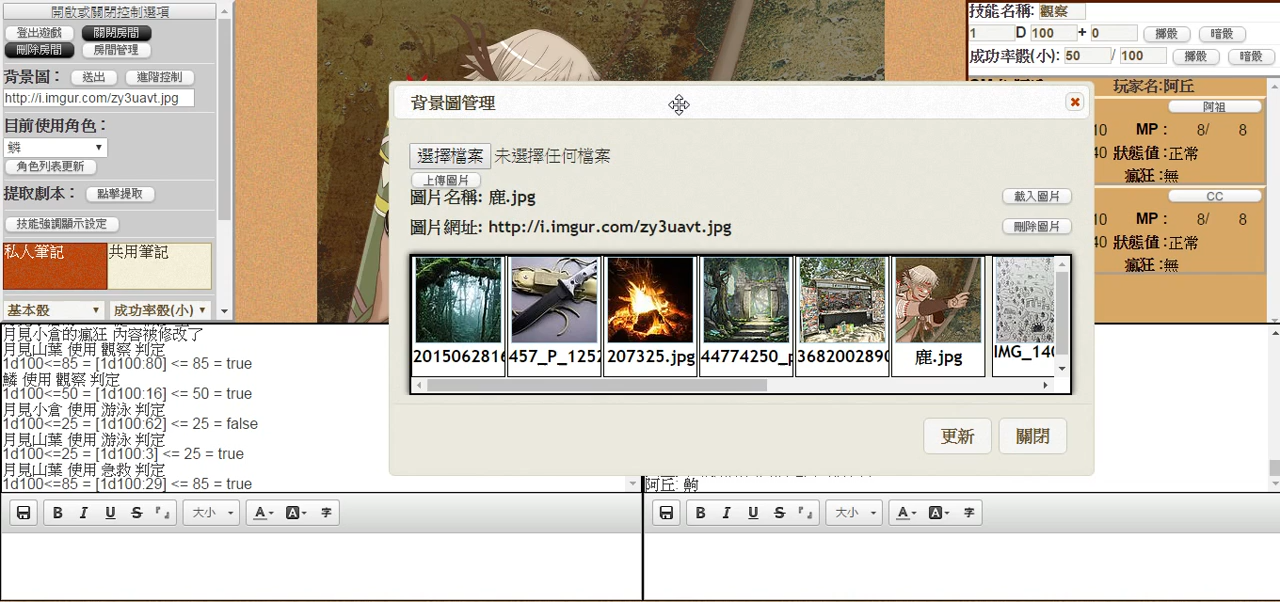 開啟或關閉控制選項
登出遊戲 關閉房間
刪除房間 房間管理
背景圖： 送出 進階控制
http://i.imgur.com/zy3uavt.jpg
目前使用角色：
鱗
角色列表更新
提取劇本： 點擊提取
技能強調顯示設定
私人筆記 共用筆記
基本骰 成功率骰(小)
技能名稱: 觀察
1 D 100 + 0 擲骰 暗骰
成功率骰(小): 50 / 100 擲骰 暗骰
玩家名:阿丘
阿祖
10 MP : 8/ 8
40 狀態值:正常
瘋狂:無
CC
10 MP : 8/ 8
40 狀態值:正常
瘋狂:無
背景圖管理
選擇檔案 未選擇任何檔案
上傳圖片
圖片名稱: 鹿.jpg 載入圖片
圖片網址: http://i.imgur.com/zy3uavt.jpg 刪除圖片
2015062816 457_P_1252 207325.jpg 44774250_p 3682002890 鹿.jpg IMG_140
更新 關閉
月見小倉的瘋狂 內容被修改了
月見山葉 使用 觀察 判定
1d100<=85 = [1d100:80] <= 85 = true
鱗 使用 觀察 判定
1d100<=50 = [1d100:16] <= 50 = true
月見小倉 使用 游泳 判定
1d100<=25 = [1d100:62] <= 25 = false
月見山葉 使用 游泳 判定
1d100<=25 = [1d100:3] <= 25 = true
月見山葉 使用 急救 判定
1d100<=85 = [1d100:29] <= 85 = true
阿丘: 齁
B I U S 『』 大小 A A 字
B I U S 『』 大小 A A 字